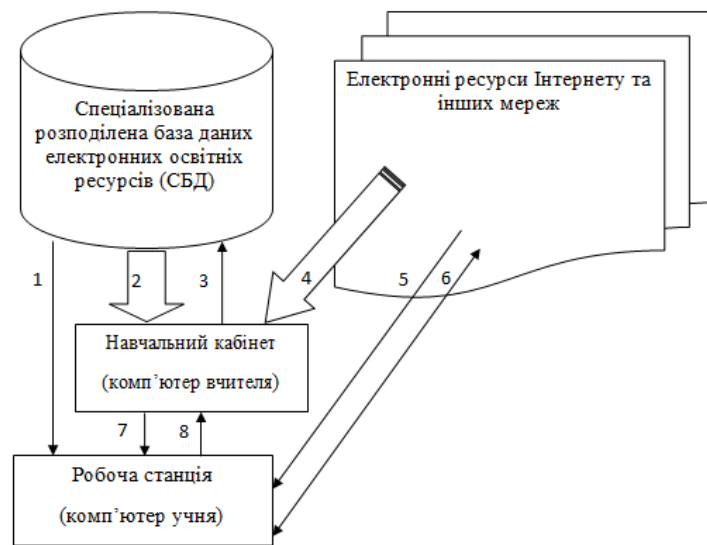 Спеціалізована
розподілена база даних
електронних освітніх
ресурсів (СБД)
Електронні ресурси Інтернету та
інших мереж
1
2
3
4
5
6
Навчальний кабінет
(комп’ютер вчителя)
7
8
Робоча станція
(комп’ютер учня)